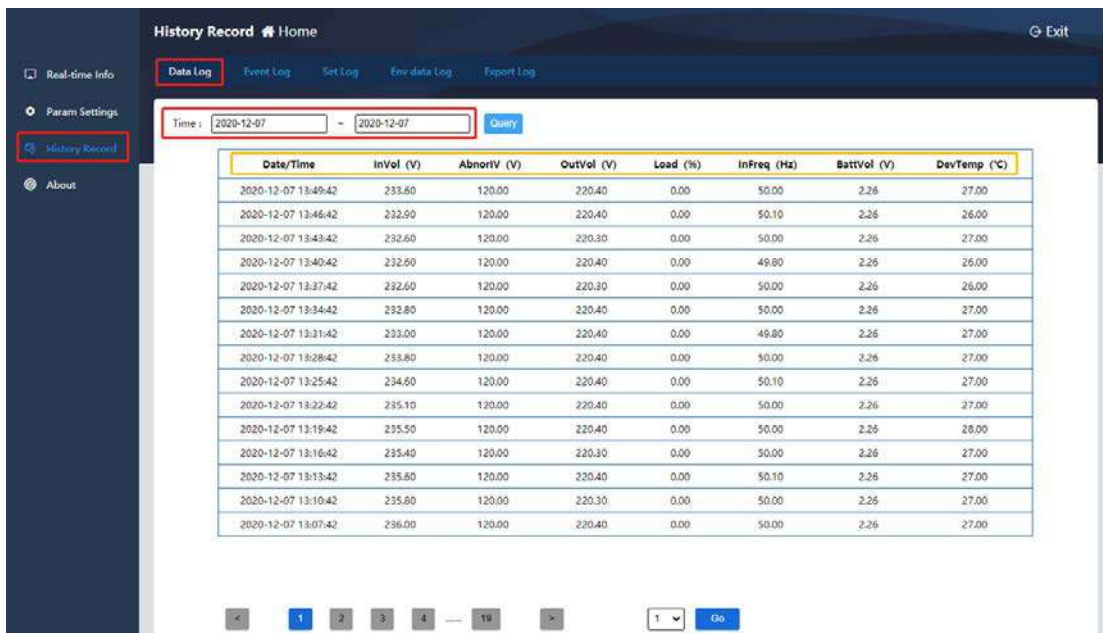 History Record Home
Exit
Real-time Info
Param Settings
History Record
About
Data Log Event Log Set Log Env data Log Export Log
Time : 2020-12-07 ~ 2020-12-07 Query
Date/Time InVol (V) AbnorIV (V) OutVol (V) Load (%) InFreq (Hz) BattVol (V) DevTemp (℃)
2020-12-07 13:49:42 233.60 120.00 220.40 0.00 50.00 2.26 27.00
2020-12-07 13:46:42 232.90 120.00 220.40 0.00 50.10 2.26 26.00
2020-12-07 13:43:42 232.60 120.00 220.30 0.00 50.00 2.26 27.00
2020-12-07 13:40:42 232.60 120.00 220.40 0.00 49.80 2.26 26.00
2020-12-07 13:37:42 232.60 120.00 220.30 0.00 50.00 2.26 26.00
2020-12-07 13:34:42 232.80 120.00 220.40 0.00 50.00 2.26 27.00
2020-12-07 13:31:42 233.00 120.00 220.40 0.00 49.80 2.26 27.00
2020-12-07 13:28:42 233.80 120.00 220.40 0.00 50.00 2.26 27.00
2020-12-07 13:25:42 234.60 120.00 220.40 0.00 50.10 2.26 27.00
2020-12-07 13:22:42 235.10 120.00 220.40 0.00 50.00 2.26 27.00
2020-12-07 13:19:42 235.50 120.00 220.40 0.00 50.00 2.26 28.00
2020-12-07 13:16:42 235.40 120.00 220.30 0.00 50.00 2.26 27.00
2020-12-07 13:13:42 235.60 120.00 220.40 0.00 50.10 2.26 27.00
2020-12-07 13:10:42 235.80 120.00 220.30 0.00 50.00 2.26 27.00
2020-12-07 13:07:42 236.00 120.00 220.40 0.00 50.00 2.26 27.00
< 1 2 3 4 ...... 19 > 1 Go